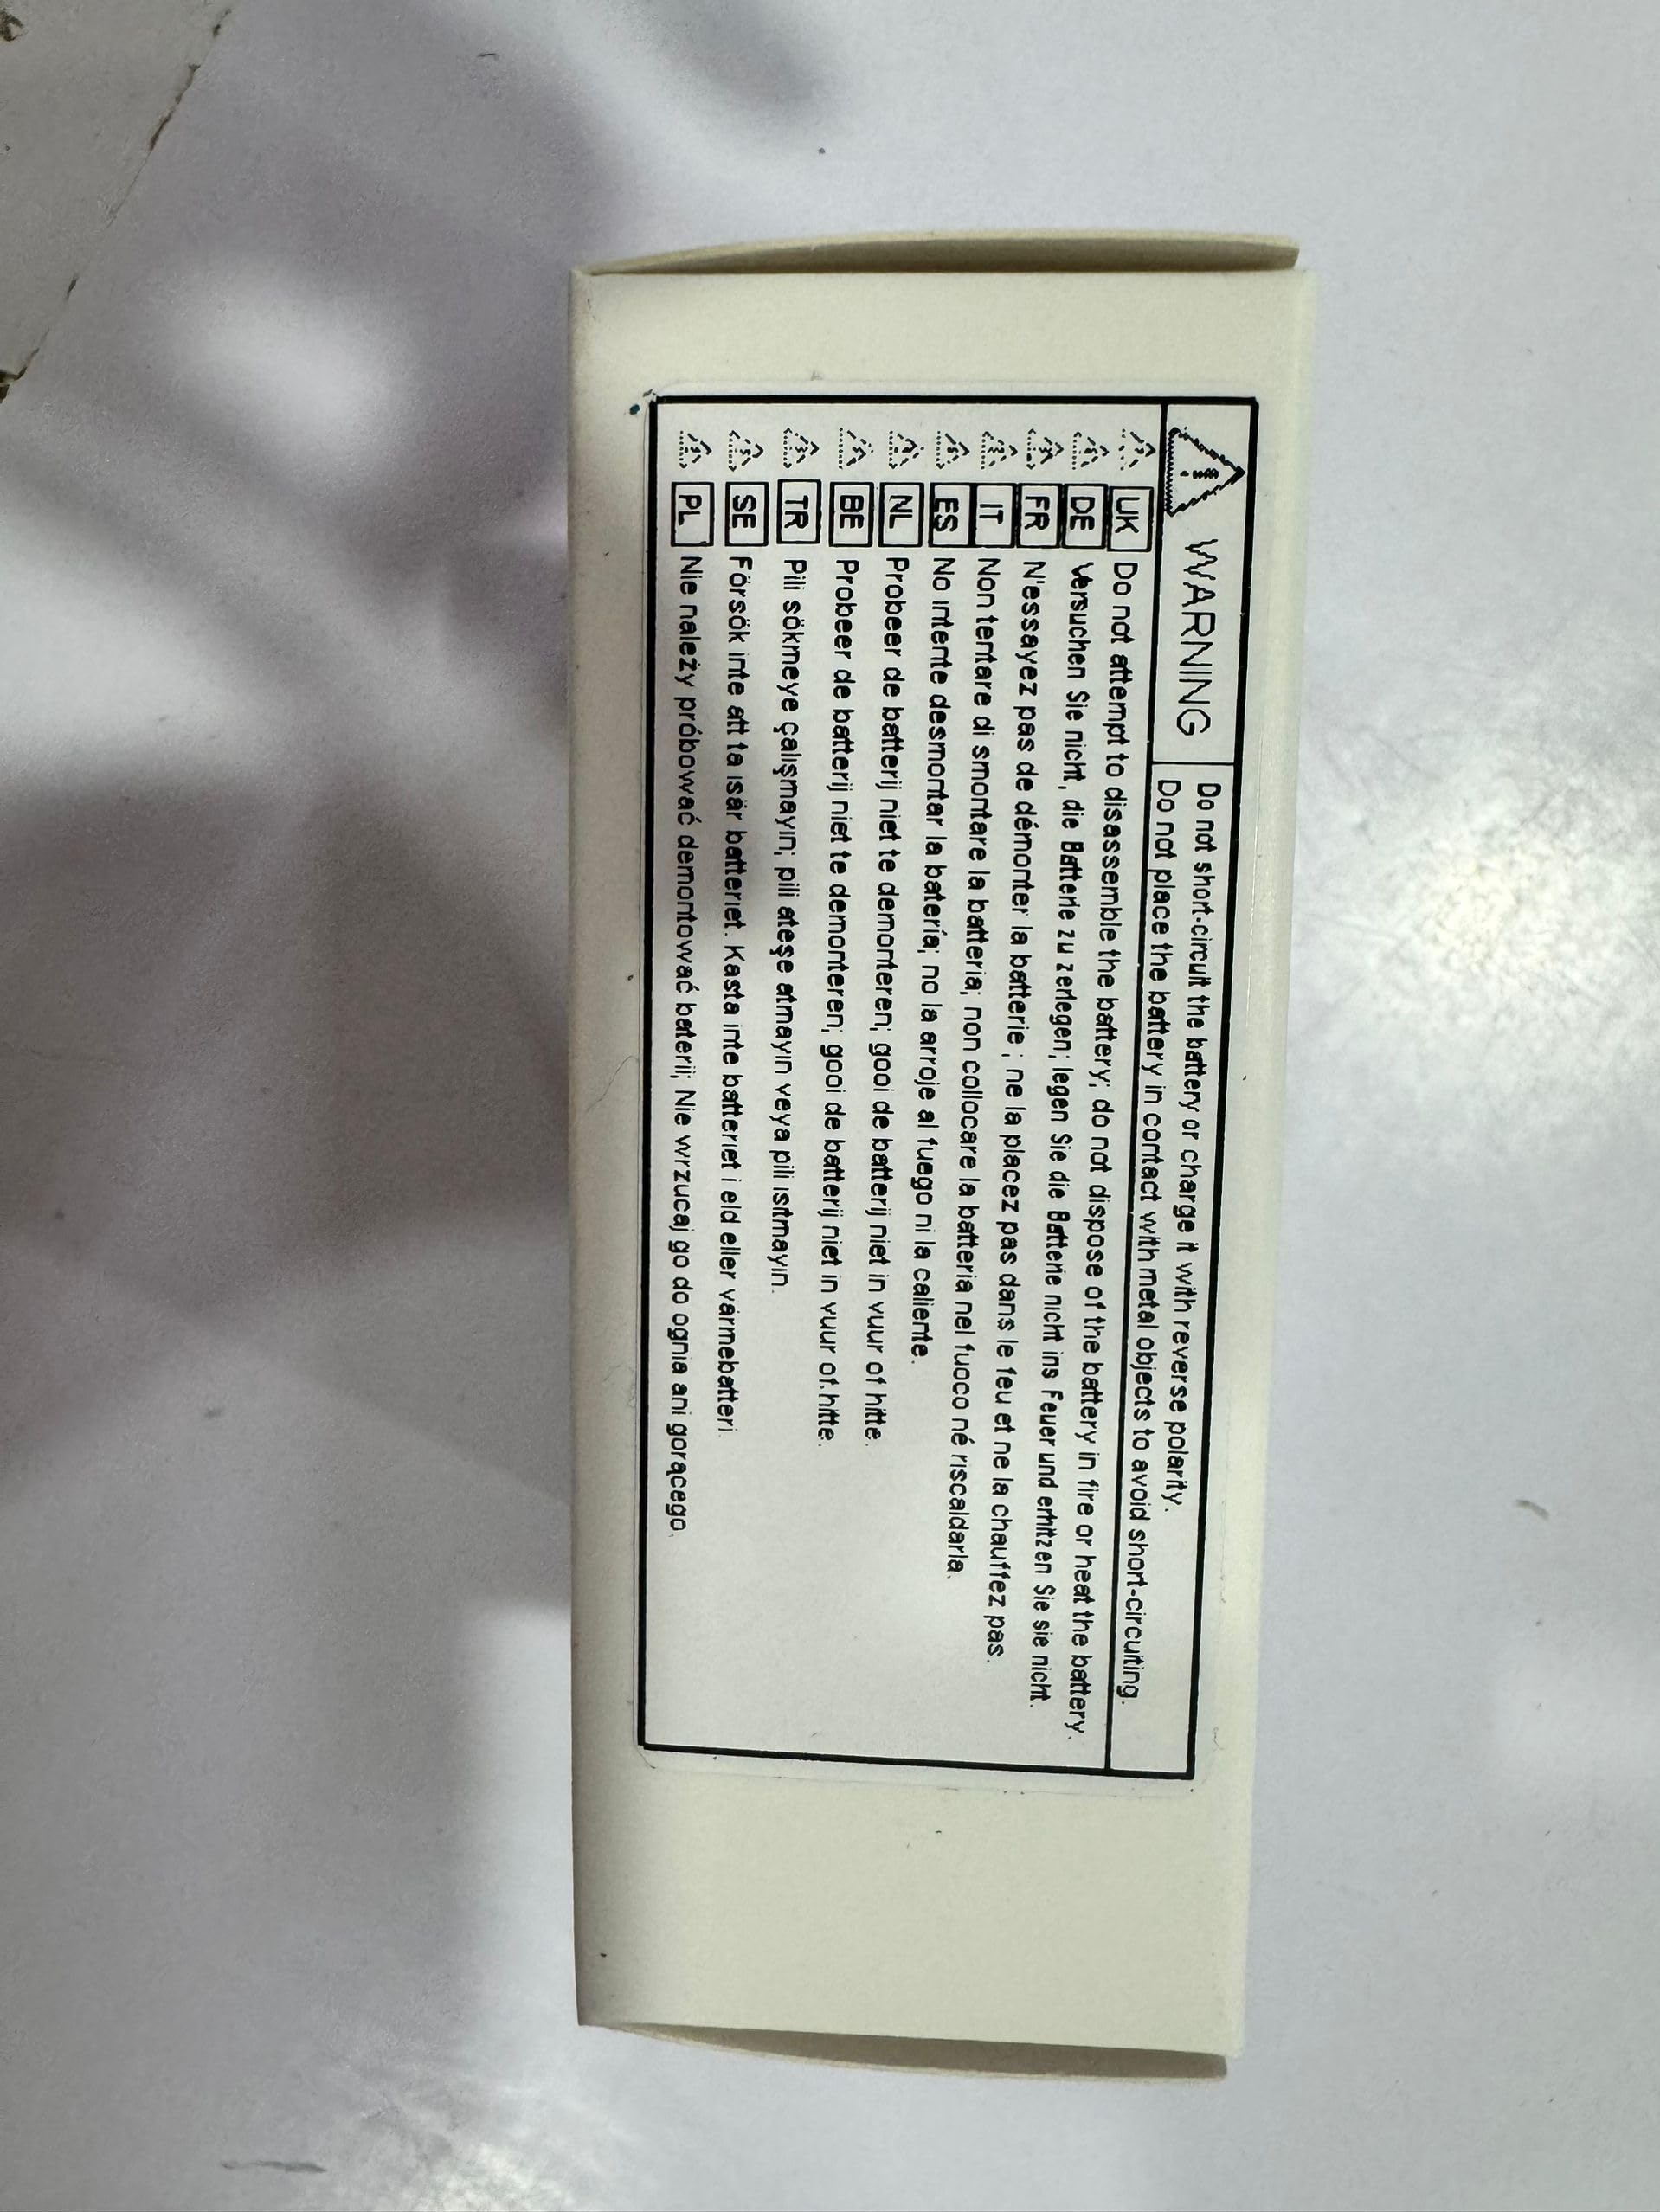 WARNING
Do not short-circuit the battery or charge it with reverse polarity.
Do not place the battery in contact with metal objects to avoid short-circuiting.
UK Do not attempt to disassemble the battery; do not dispose of the battery in fire or heat the battery.
DE Versuchen Sie nicht, die Batterie zu zerlegen; legen Sie die Batterie nicht ins Feuer und erhitzen Sie sie nicht.
FR N'essayez pas de démonter la batterie ; ne la placez pas dans le feu et ne la chauffez pas.
IT Non tentare di smontare la batteria; non collocare la batteria nel fuoco né riscaldarla.
ES No intente desmontar la batería; no la arroje al fuego ni la caliente.
NL Probeer de batterij niet te demonteren; gooi de batterij niet in vuur of hitte.
BE Probeer de batterij niet te demonteren; gooi de batterij niet in vuur of hitte.
TR Pili sökmeye çalışmayın; pili ateşe atmayın veya pili ısıtmayın.
SE Försök inte att ta isär batteriet. Kasta inte batteriet i eld eller värmebatteri.
PL Nie należy próbować demontować baterii; Nie wrzucaj go do ognia ani gorącego.